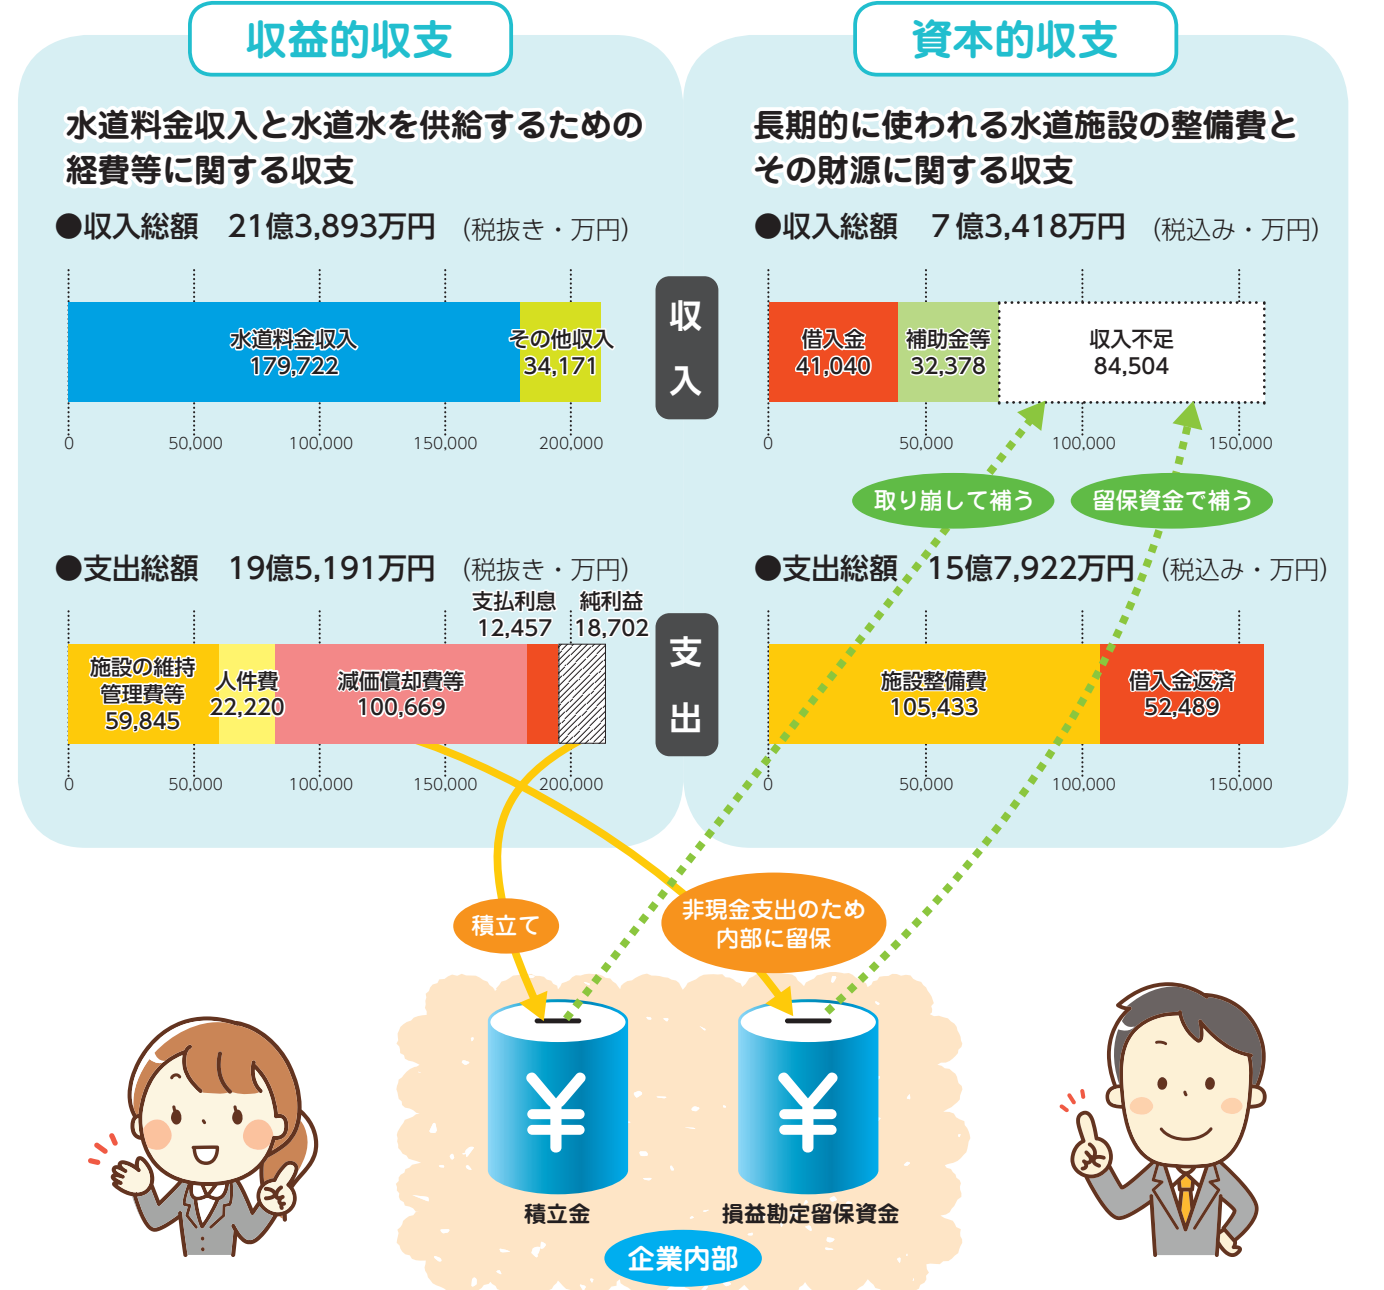 収益的収支
水道料金収入と水道水を供給するための
経費等に関する収支
●収入総額　21億3,893万円　(税抜き・万円)
水道料金収入
179,722
その他収入
34,171
0　50,000　100,000　150,000　200,000
●支出総額　19億5,191万円　(税抜き・万円)
支払利息
12,457
純利益
18,702
施設の維持
管理費等
59,845
人件費
22,220
減価償却費等
100,669
0　50,000　100,000　150,000　200,000
収入
支出
資本的収支
長期的に使われる水道施設の整備費と
その財源に関する収支
●収入総額　７億3,418万円　(税込み・万円)
借入金
41,040
補助金等
32,378
収入不足
84,504
0　50,000　100,000　150,000
取り崩して補う
留保資金で補う
●支出総額　15億7,922万円　(税込み・万円)
施設整備費
105,433
借入金返済
52,489
0　50,000　100,000　150,000
積立て
非現金支出のため
内部に留保
¥
¥
積立金
損益勘定留保資金
企業内部